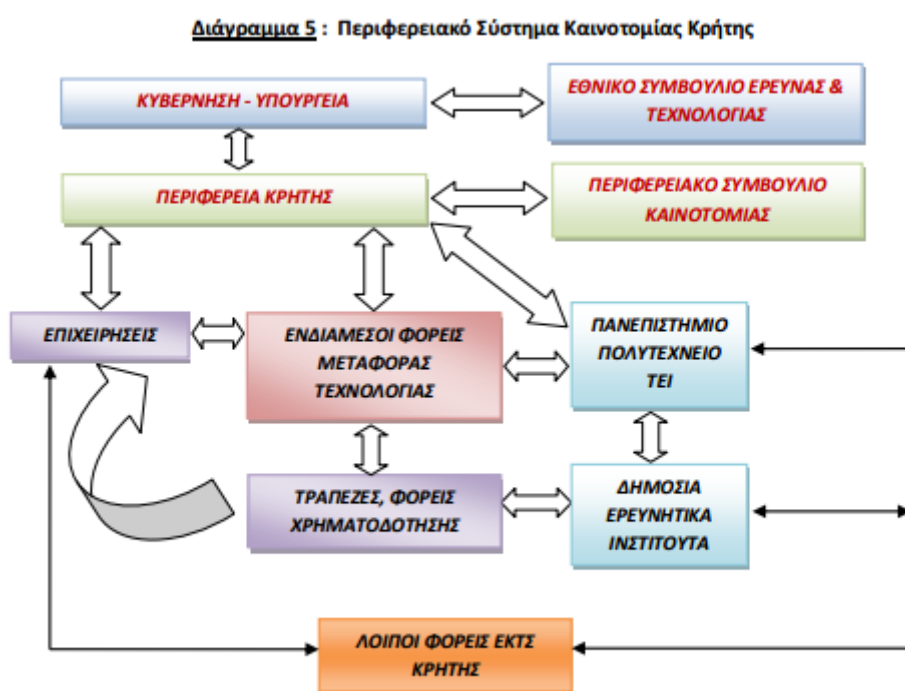 Διάγραμμα 5 : Περιφερειακό Σύστημα Καινοτομίας Κρήτης
ΚΥΒΕΡΝΗΣΗ - ΥΠΟΥΡΓΕΙΑ
ΕΘΝΙΚΟ ΣΥΜΒΟΥΛΙΟ ΕΡΕΥΝΑΣ &
ΤΕΧΝΟΛΟΓΙΑΣ
ΠΕΡΙΦΕΡΕΙΑ ΚΡΗΤΗΣ
ΠΕΡΙΦΕΡΕΙΑΚΟ ΣΥΜΒΟΥΛΙΟ
ΚΑΙΝΟΤΟΜΙΑΣ
ΕΠΙΧΕΙΡΗΣΕΙΣ
ΕΝΔΙΑΜΕΣΟΙ ΦΟΡΕΙΣ
ΜΕΤΑΦΟΡΑΣ
ΤΕΧΝΟΛΟΓΙΑΣ
ΠΑΝΕΠΙΣΤΗΜΙΟ
ΠΟΛΥΤΕΧΝΕΙΟ
ΤΕΙ
ΤΡΑΠΕΖΕΣ, ΦΟΡΕΙΣ
ΧΡΗΜΑΤΟΔΟΤΗΣΗΣ
ΔΗΜΟΣΙΑ
ΕΡΕΥΝΗΤΙΚΑ
ΙΝΣΤΙΤΟΥΤΑ
ΛΟΙΠΟΙ ΦΟΡΕΙΣ ΕΚΤΣ
ΚΡΗΤΗΣ